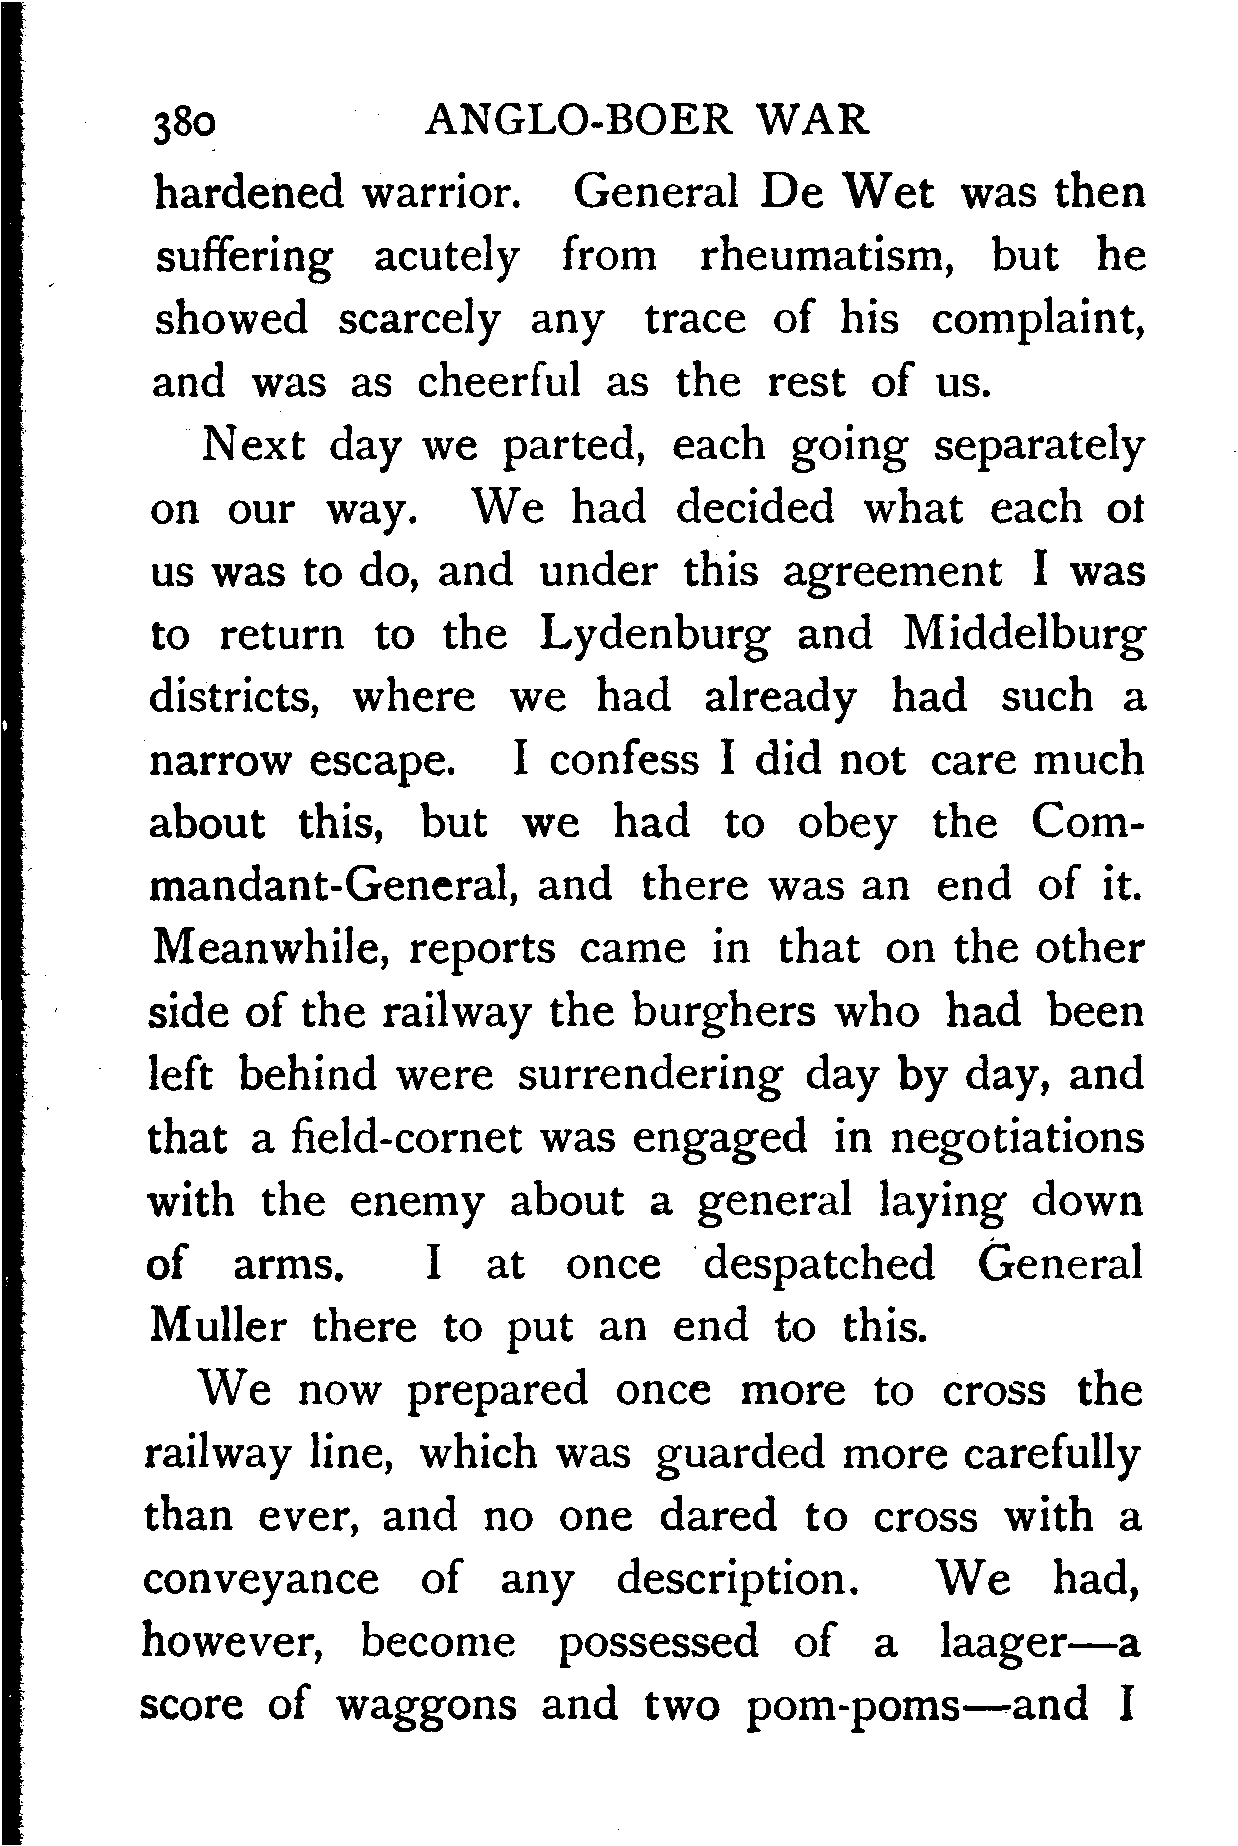 380 ANGLO-BOER WAR
hardened warrior. General De Wet was then
suffering acutely from rheumatism, but he
showed scarcely any trace of his complaint,
and was as cheerful as the rest of us.
Next day we parted, each going separately
on our way. We had decided what each of
us was to do, and under this agreement I was
to return to the Lydenburg and Middelburg
districts, where we had already had such a
narrow escape. I confess I did not care much
about this, but we had to obey the Com-
mandant-General, and there was an end of it.
Meanwhile, reports came in that on the other
side of the railway the burghers who had been
left behind were surrendering day by day, and
that a field-cornet was engaged in negotiations
with the enemy about a general laying down
of arms. I at once despatched General
Muller there to put an end to this.
We now prepared once more to cross the
railway line, which was guarded more carefully
than ever, and no one dared to cross with a
conveyance of any description. We had,
however, become possessed of a laager—a
score of waggons and two pom-poms—and I